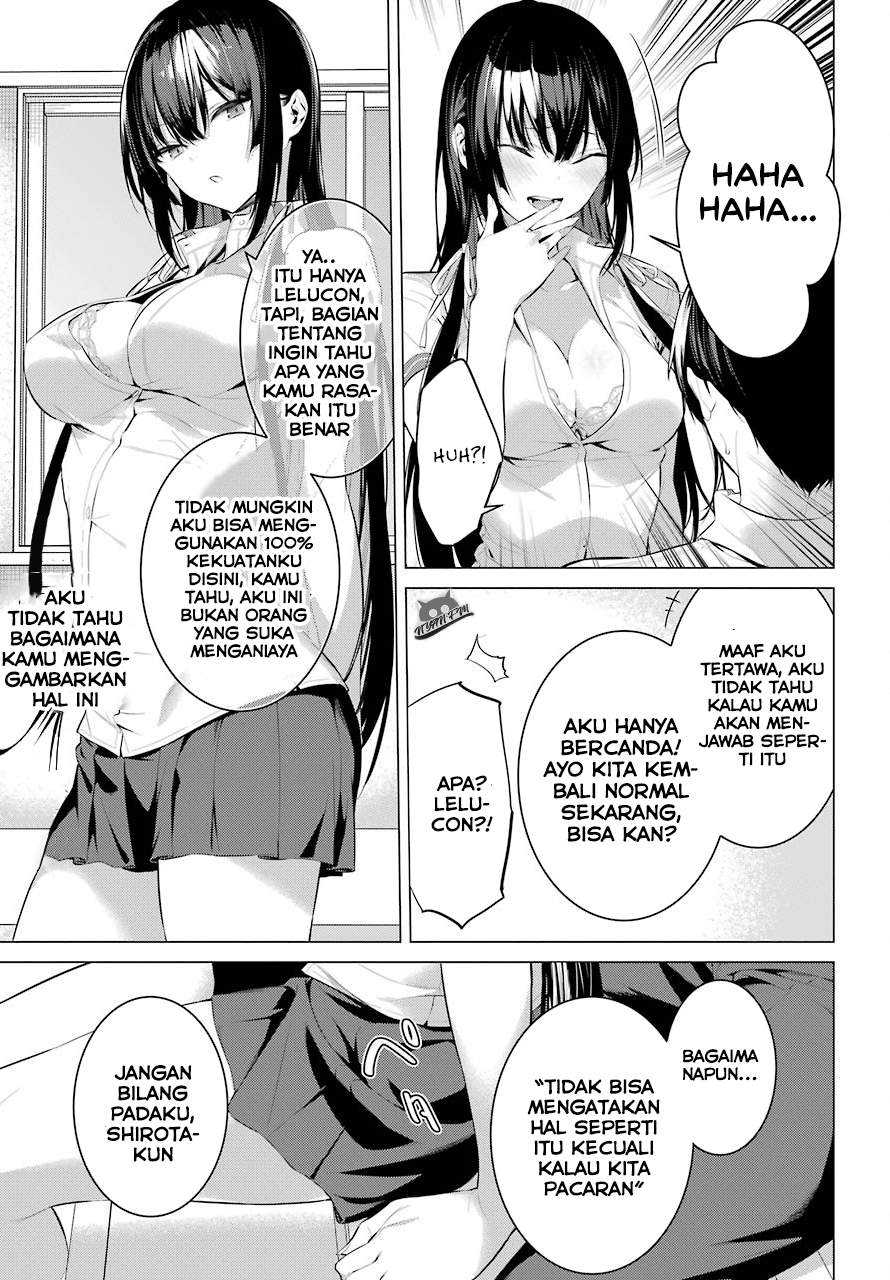 HAHA
HAHA...
HUH?!
MAAF AKU
TERTAWA, AKU
TIDAK TAHU
KALAU KAMU
AKAN MEN-
JAWAB SEPER-
TI ITU
AKU HANYA
BERCANDA!
AYO KITA KEM-
BALI NORMAL
SEKARANG,
BISA KAN?
APA?
LELU-
CON?!
NYAN FM
YA..
ITU HANYA
LELUCON,
TAPI, BAGIAN
TENTANG
INGIN TAHU
APA YANG
KAMU RASA-
KAN ITU
BENAR
TIDAK MUNGKIN
AKU BISA MENG-
GUNAKAN 100%
KEKUATANKU
DISINI, KAMU
TAHU, AKU INI
BUKAN ORANG
YANG SUKA
MENGANIAYA
AKU
TIDAK TAHU
BAGAIMANA
KAMU MENG-
GAMBARKAN
HAL INI
BAGAIMA
NAPUN...
"TIDAK BISA
MENGATAKAN
HAL SEPERTI
ITU KECUALI
KALAU KITA
PACARAN"
JANGAN
BILANG
PADAKU,
SHIROTA-
KUN